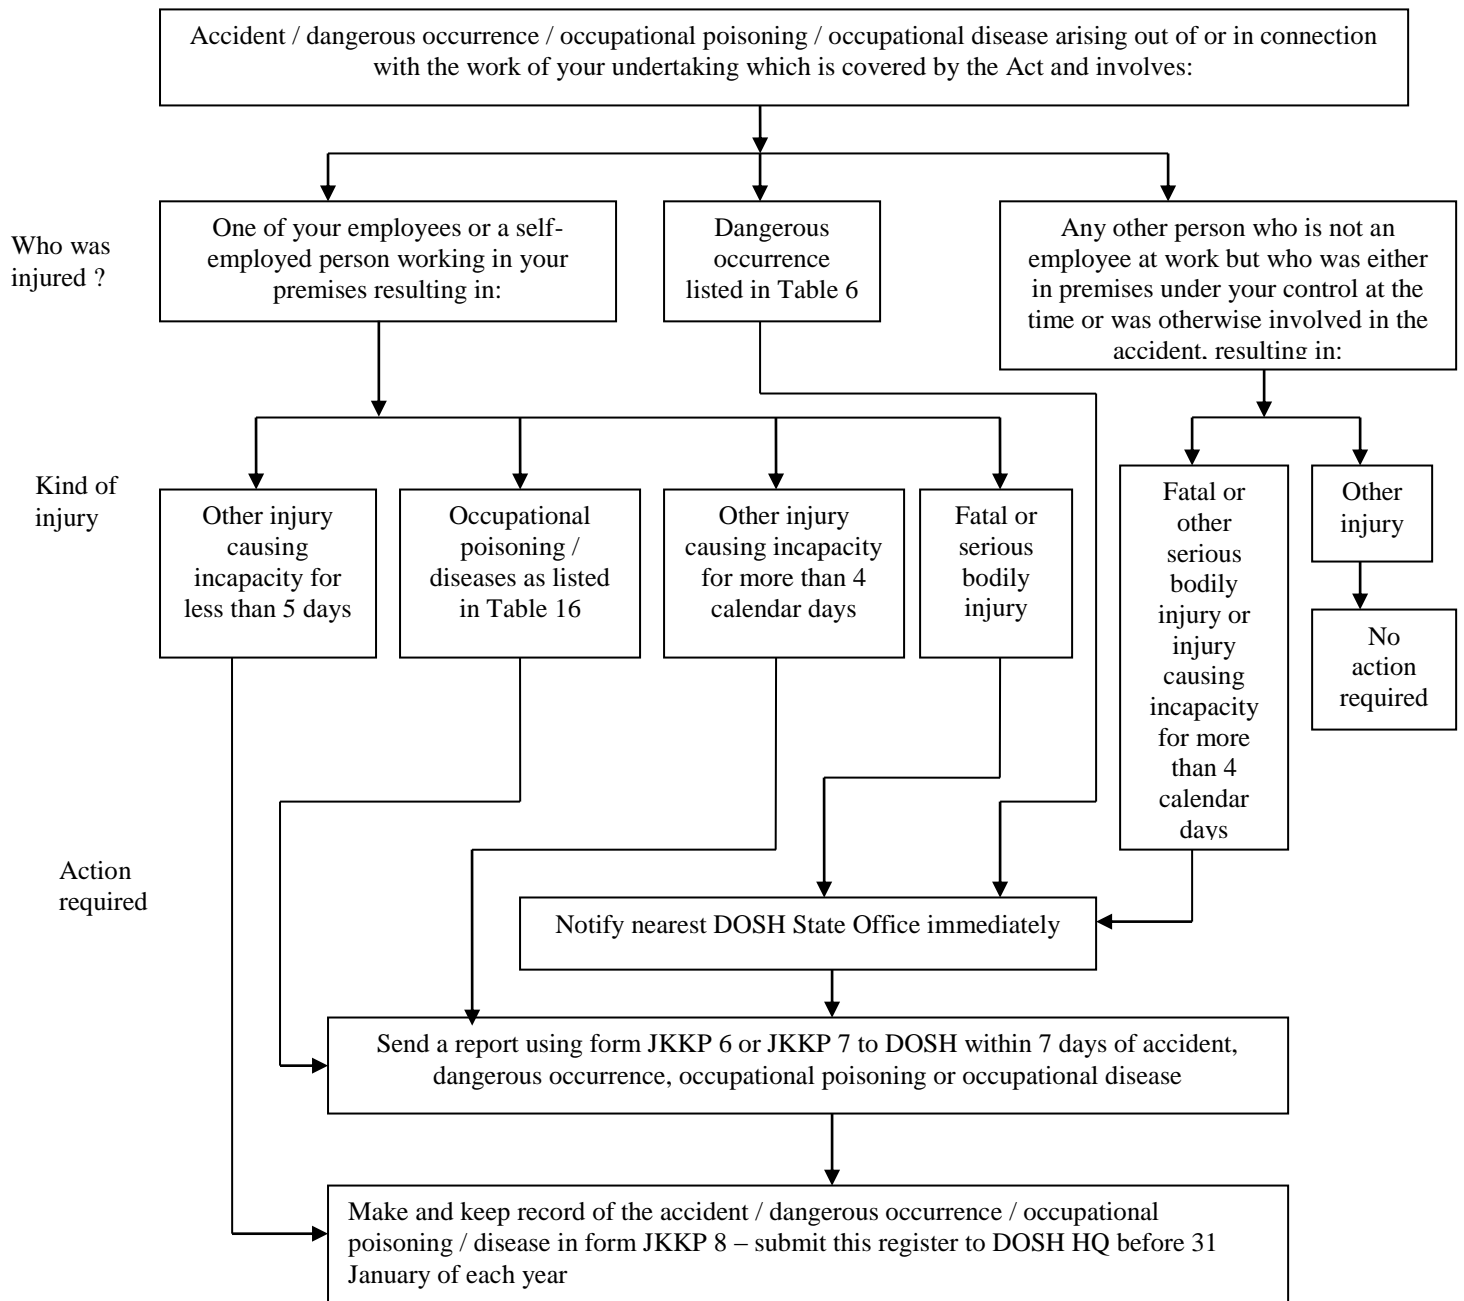 Accident / dangerous occurrence / occupational poisoning / occupational disease arising out of or in connection
with the work of your undertaking which is covered by the Act and involves:
Who was
injured ?
One of your employees or a self-
employed person working in your
premises resulting in:
Dangerous
occurrence
listed in Table 6
Any other person who is not an
employee at work but who was either
in premises under your control at the
time or was otherwise involved in the
accident, resulting in:
Kind of
injury
Other injury
causing
incapacity for
less than 5 days
Occupational
poisoning /
diseases as listed
in Table 16
Other injury
causing incapacity
for more than 4
calendar days
Fatal or
serious
bodily
injury
Fatal or
other
serious
bodily
injury or
injury
causing
incapacity
for more
than 4
calendar
days
Other
injury
No
action
required
Action
required
Notify nearest DOSH State Office immediately
Send a report using form JKKP 6 or JKKP 7 to DOSH within 7 days of accident,
dangerous occurrence, occupational poisoning or occupational disease
Make and keep record of the accident / dangerous occurrence / occupational
poisoning / disease in form JKKP 8 – submit this register to DOSH HQ before 31
January of each year